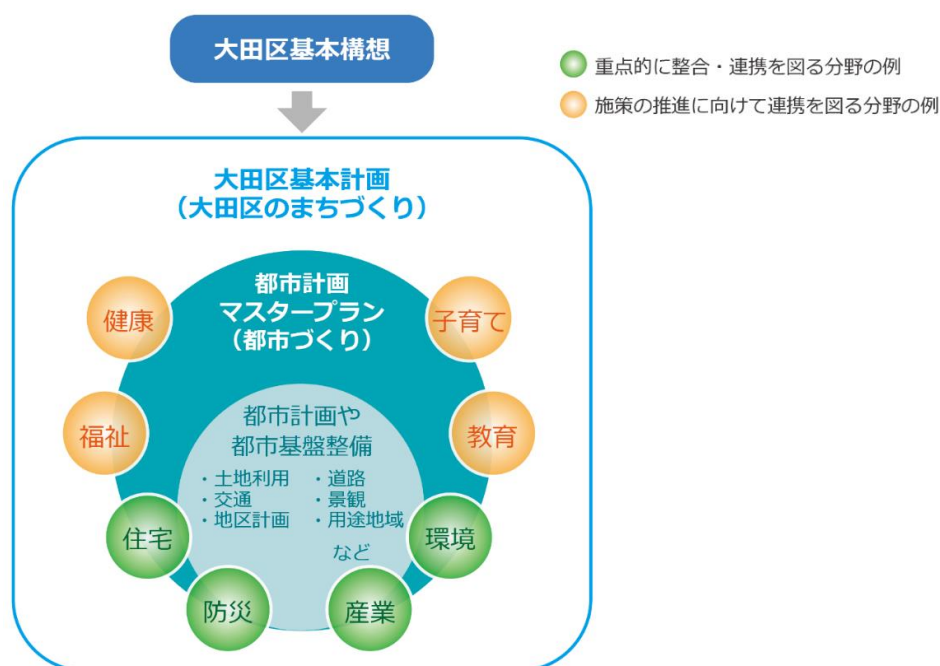 大田区基本構想
重点的に整合・連携を図る分野の例
施策の推進に向けて連携を図る分野の例
大田区基本計画
（大田区のまちづくり）
都市計画
マスタープラン
（都市づくり）
健康
子育て
福祉
教育
都市計画や
都市基盤整備
・土地利用 ・道路
・交通 ・景観
・地区計画 ・用途地域
など
住宅
環境
防災
産業